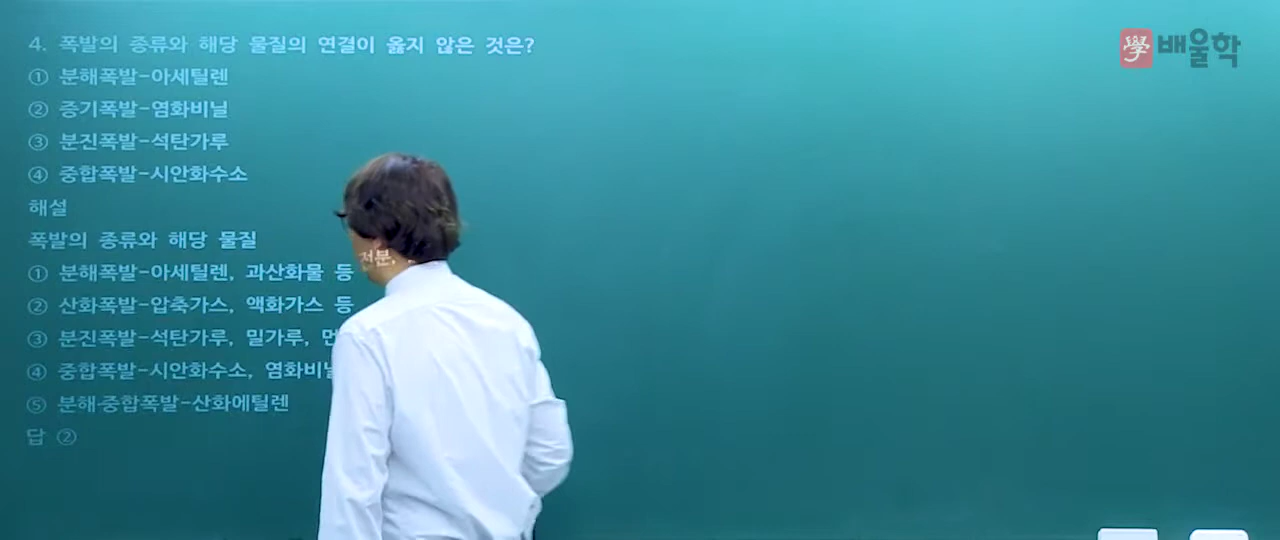 4. 폭발의 종류와 해당 물질의 연결이 옳지 않은 것은?
① 분해폭발-아세틸렌
② 증기폭발-염화비닐
③ 분진폭발-석탄가루
④ 중합폭발-시안화수소
해설
폭발의 종류와 해당 물질
① 분해폭발-아세틸렌, 과산화물 등
② 산화폭발-압축가스, 액화가스 등
③ 분진폭발-석탄가루, 밀가루,
전분,
④ 중합폭발-시안화수소, 염화비닐
⑤ 분해·중합폭발-산화에틸렌
답 ②
學 배울학